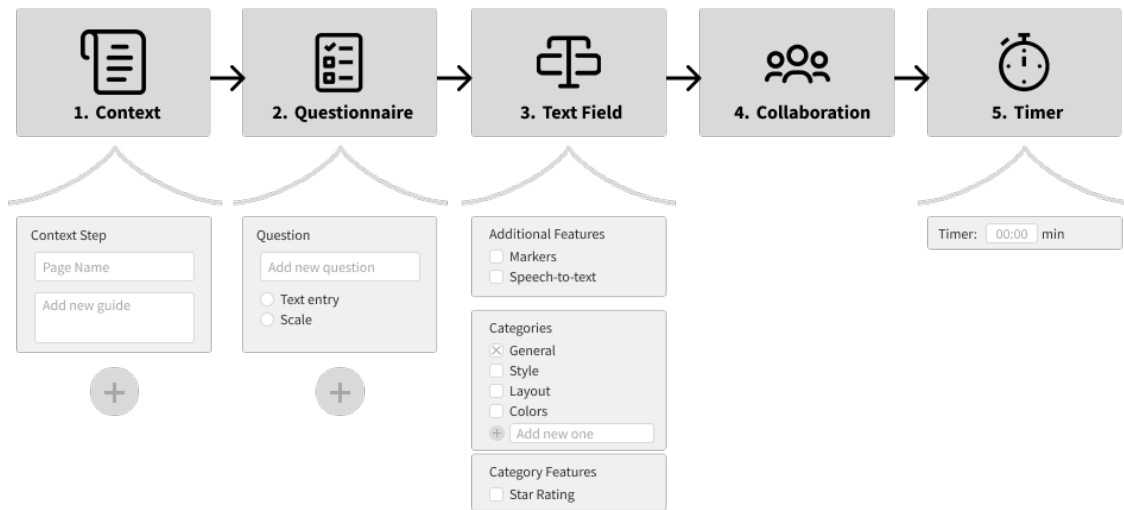 1. Context
2. Questionnaire
3. Text Field
4. Collaboration
5. Timer
Context Step
Page Name
Add new guide
Question
Add new question
Text entry
Scale
Additional Features
Markers
Speech-to-text
Categories
General
Style
Layout
Colors
Add new one
Category Features
Star Rating
Timer: 00:00 min